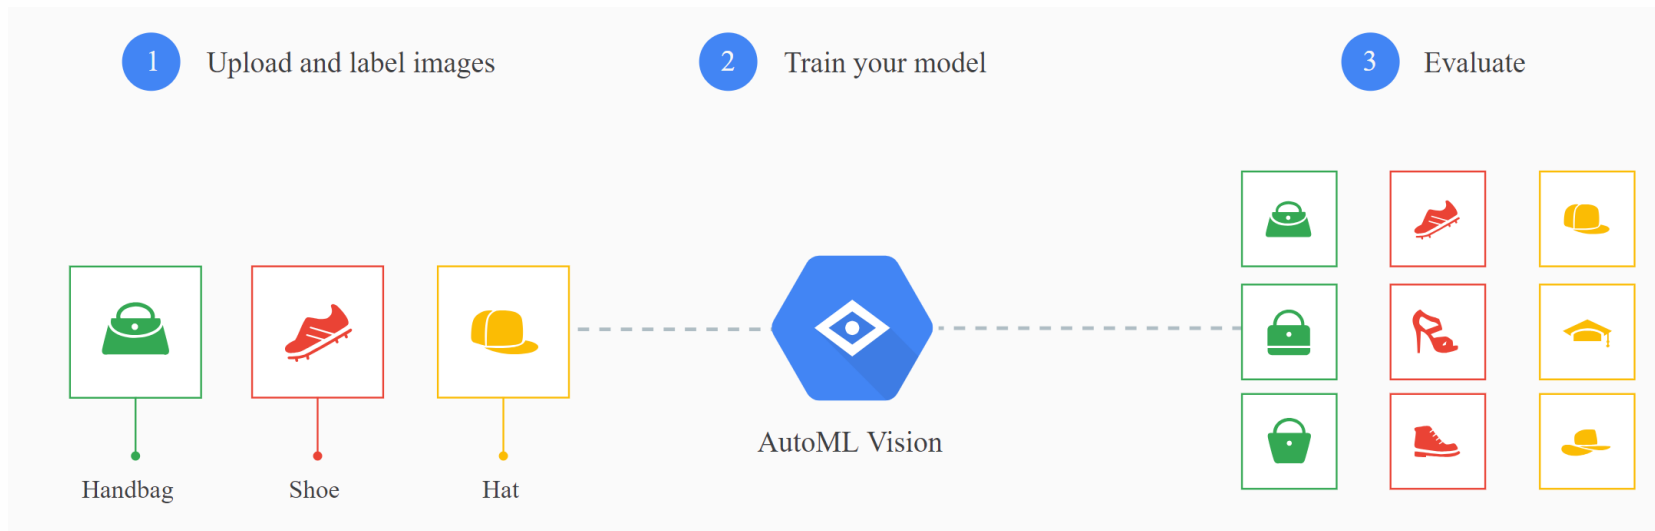 1 Upload and label images
2 Train your model
3 Evaluate
AutoML Vision
Handbag
Shoe
Hat